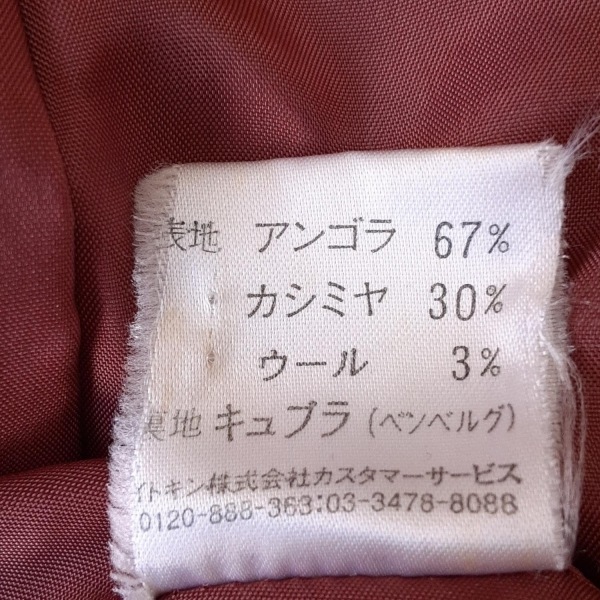 表地 アンゴラ 67%
カシミヤ 30%
ウール 3%
裏地 キュプラ (ベンベルグ)
イトキン株式会社カスタマーサービス
0120-888-363:03-3478-8088